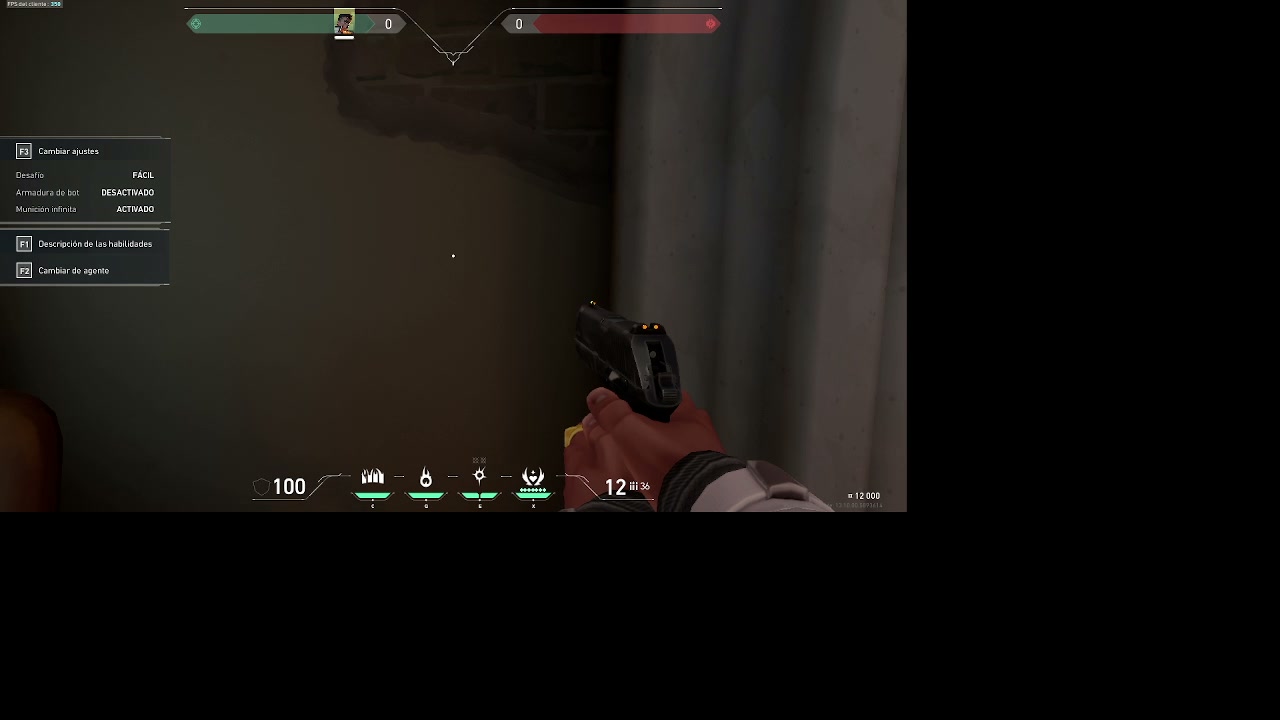 FPS del cliente: 358
0
0
F3 Cambiar ajustes
Desafío FÁCIL
Armadura de bot DESACTIVADO
Munición infinita ACTIVADO
F1 Descripción de las habilidades
F2 Cambiar de agente
100
12 36
C
Q
E
X
¤ 12 000